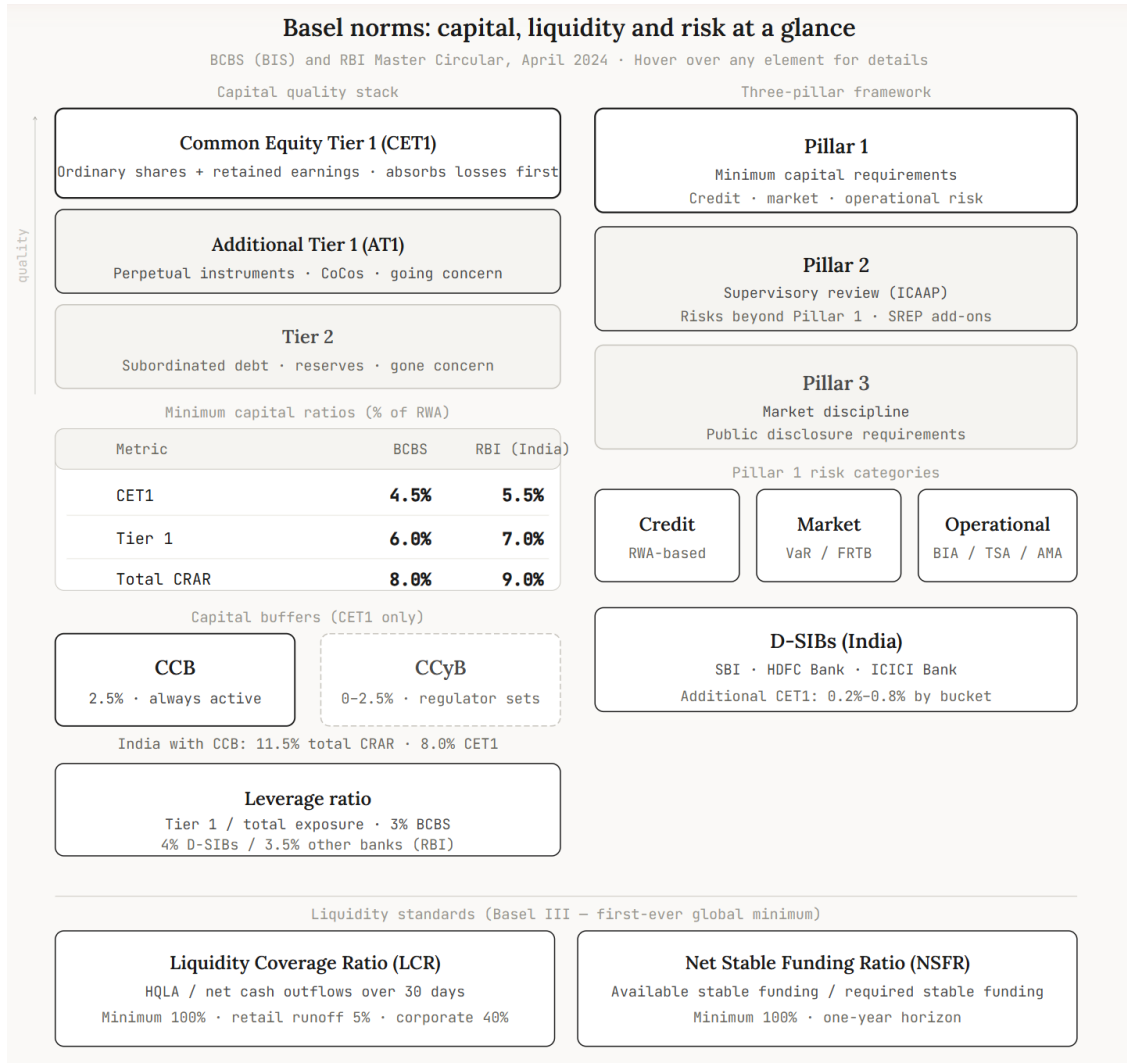 Basel norms: capital, liquidity and risk at a glance
BCBS (BIS) and RBI Master Circular, April 2024 · Hover over any element for details
Capital quality stack
quality
Common Equity Tier 1 (CET1)
Ordinary shares + retained earnings · absorbs losses first
Additional Tier 1 (AT1)
Perpetual instruments · CoCos · going concern
Tier 2
Subordinated debt · reserves · gone concern
Minimum capital ratios (% of RWA)
Metric BCBS RBI (India)
CET1 4.5% 5.5%
Tier 1 6.0% 7.0%
Total CRAR 8.0% 9.0%
Capital buffers (CET1 only)
CCB
2.5% · always active
CCyB
0–2.5% · regulator sets
India with CCB: 11.5% total CRAR · 8.0% CET1
Leverage ratio
Tier 1 / total exposure · 3% BCBS
4% D-SIBs / 3.5% other banks (RBI)
Three-pillar framework
Pillar 1
Minimum capital requirements
Credit · market · operational risk
Pillar 2
Supervisory review (ICAAP)
Risks beyond Pillar 1 · SREP add-ons
Pillar 3
Market discipline
Public disclosure requirements
Pillar 1 risk categories
Credit
RWA-based
Market
VaR / FRTB
Operational
BIA / TSA / AMA
D-SIBs (India)
SBI · HDFC Bank · ICICI Bank
Additional CET1: 0.2%–0.8% by bucket
Liquidity standards (Basel III — first-ever global minimum)
Liquidity Coverage Ratio (LCR)
HQLA / net cash outflows over 30 days
Minimum 100% · retail runoff 5% · corporate 40%
Net Stable Funding Ratio (NSFR)
Available stable funding / required stable funding
Minimum 100% · one-year horizon